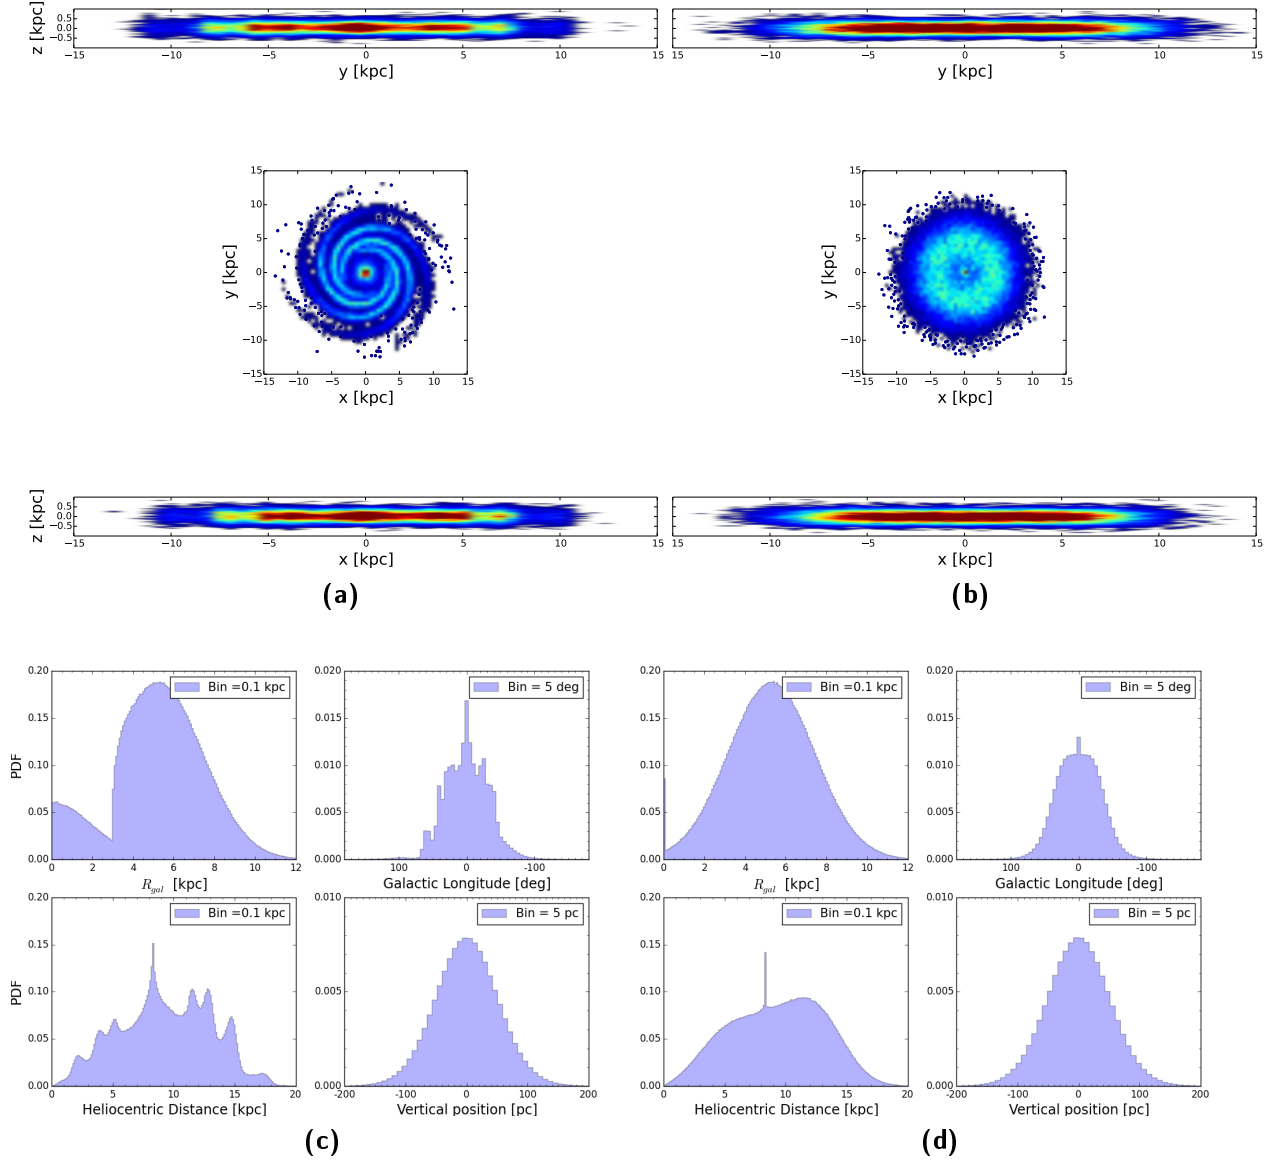 z [kpc]
0.5
0.0
−0.5
−15 −10 −5 0 5 10 15
y [kpc]
−15 −10 −5 0 5 10 15
y [kpc]
y [kpc]
15
10
5
0
−5
−10
−15
−15 −10 −5 0 5 10 15
x [kpc]
y [kpc]
15
10
5
0
−5
−10
−15
−15 −10 −5 0 5 10 15
x [kpc]
z [kpc]
0.5
0.0
−0.5
−15 −10 −5 0 5 10 15
x [kpc]
−15 −10 −5 0 5 10 15
x [kpc]
(a)
(b)
PDF
0.20
0.15
0.10
0.05
0.00
Bin =0.1 kpc
0 2 4 6 8 10 12
R_gal [kpc]
0.020
0.015
0.010
0.005
0.000
Bin = 5 deg
100 0 -100
Galactic Longitude [deg]
0.20
0.15
0.10
0.05
0.00
Bin =0.1 kpc
0 2 4 6 8 10 12
R_gal [kpc]
0.020
0.015
0.010
0.005
0.000
Bin = 5 deg
100 0 -100
Galactic Longitude [deg]
PDF
0.20
0.15
0.10
0.05
0.00
Bin =0.1 kpc
0 5 10 15 20
Heliocentric Distance [kpc]
0.010
0.005
0.000
Bin = 5 pc
-200 -100 0 100 200
Vertical position [pc]
0.20
0.15
0.10
0.05
0.00
Bin =0.1 kpc
0 5 10 15 20
Heliocentric Distance [kpc]
0.010
0.005
0.000
Bin = 5 pc
-200 -100 0 100 200
Vertical position [pc]
(c)
(d)